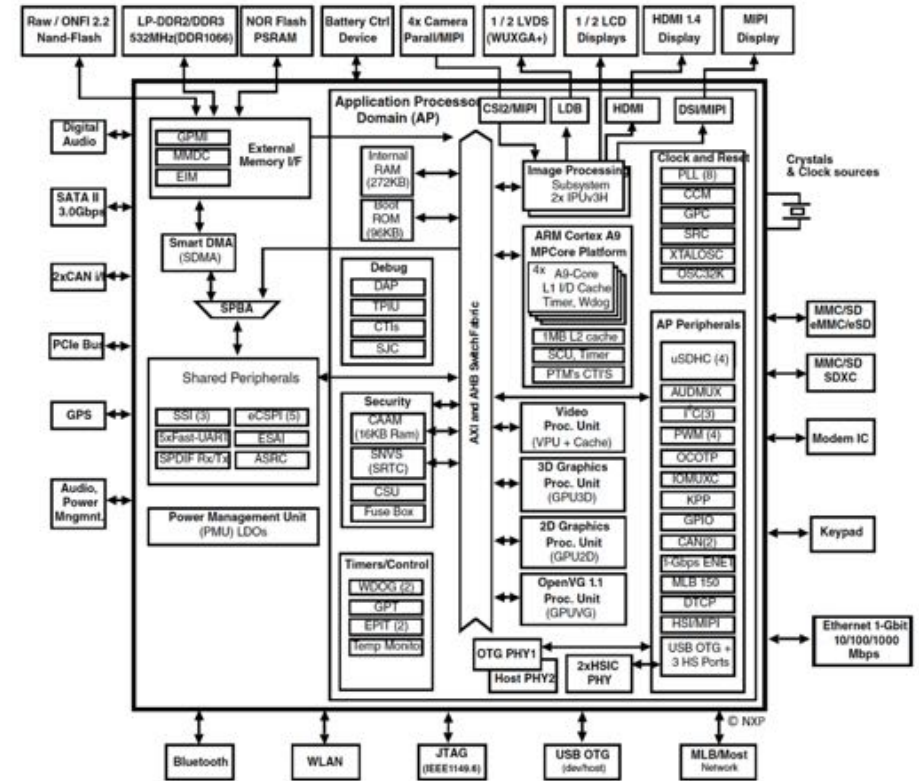 Raw / ONFI 2.2
Nand-Flash
LP-DDR2/DDR3
532MHz(DDR1066)
NOR Flash
PSRAM
Battery Ctrl
Device
4x Camera
Parall/MIPI
1 / 2 LVDS
(WUXGA+)
1 / 2 LCD
Displays
HDMI 1.4
Display
MIPI
Display
Digital
Audio
SATA II
3.0Gbps
2xCAN i/f
PCIe Bus
GPS
Audio,
Power
Mngmnt.
External
Memory I/F
GPMI
MMDC
EIM
Smart DMA
(SDMA)
SPBA
Shared Peripherals
SSI (3)
eCSPI (5)
5xFast-UART
ESAI
SPDIF Rx/Tx
ASRC
Power Management Unit
(PMU) LDOs
Application Processor
Domain (AP)
CSI2/MIPI
LDB
HDMI
DSI/MIPI
Internal
RAM
(272KB)
Boot
ROM
(96KB)
Debug
DAP
TPIU
CTIs
SJC
Security
CAAM
(16KB Ram)
SNVS
(SRTC)
CSU
Fuse Box
Timers/Control
WDOG (2)
GPT
EPIT (2)
Temp Monitor
AXI and AHB Switch Fabric
Image Processing
Subsystem
2x IPUv3H
ARM Cortex A9
MPCore Platform
4x
A9-Core
L1 I/D Cache
Timer, Wdog
1MB L2 cache
SCU, Timer
PTM's CTI'S
Video
Proc. Unit
(VPU + Cache)
3D Graphics
Proc. Unit
(GPU3D)
2D Graphics
Proc. Unit
(GPU2D)
OpenVG 1.1
Proc. Unit
(GPUVG)
OTG PHY1
Host PHY2
2xHSIC
PHY
Clock and Reset
PLL (8)
CCM
GPC
SRC
XTALOSC
OSC32K
AP Peripherals
uSDHC (4)
AUDMUX
I²C(3)
PWM (4)
OCOTP
IOMUXC
KPP
GPIO
CAN(2)
1-Gbps ENET
MLB 150
DTCP
HSI/MIPI
USB OTG +
3 HS Ports
Crystals
& Clock sources
MMC/SD
eMMC/eSD
MMC/SD
SDXC
Modem IC
Keypad
Ethernet 1-Gbit
10/100/1000
Mbps
© NXP
Bluetooth
WLAN
JTAG
(IEEE1149.6)
USB OTG
(dev/host)
MLB/Most
Network